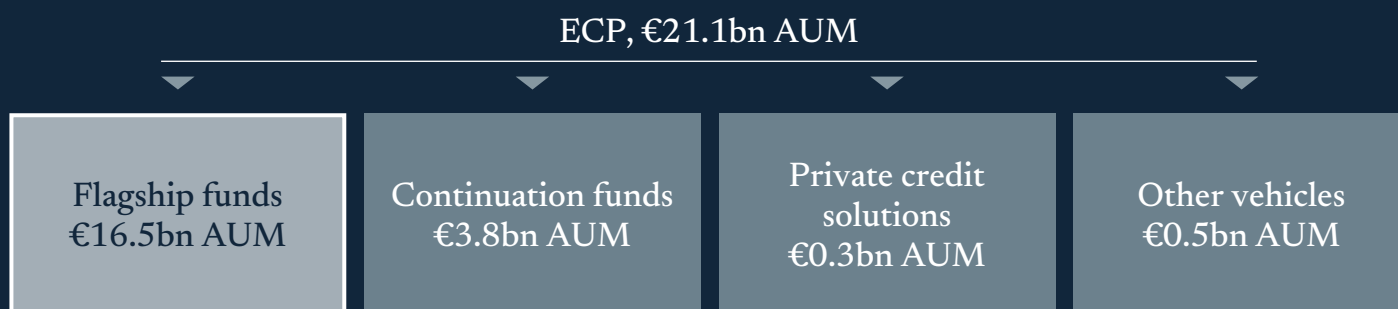 ECP, €21.1bn AUM
Flagship funds
€16.5bn AUM
Continuation funds
€3.8bn AUM
Private credit
solutions
€0.3bn AUM
Other vehicles
€0.5bn AUM